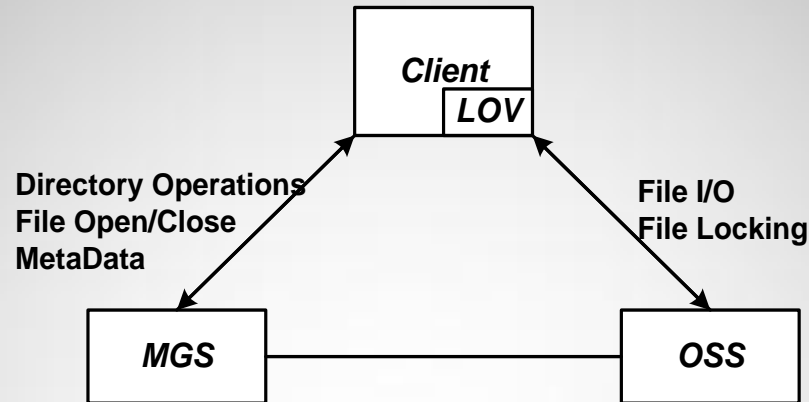 Client
LOV
Directory Operations
File Open/Close
MetaData
File I/O
File Locking
MGS
OSS